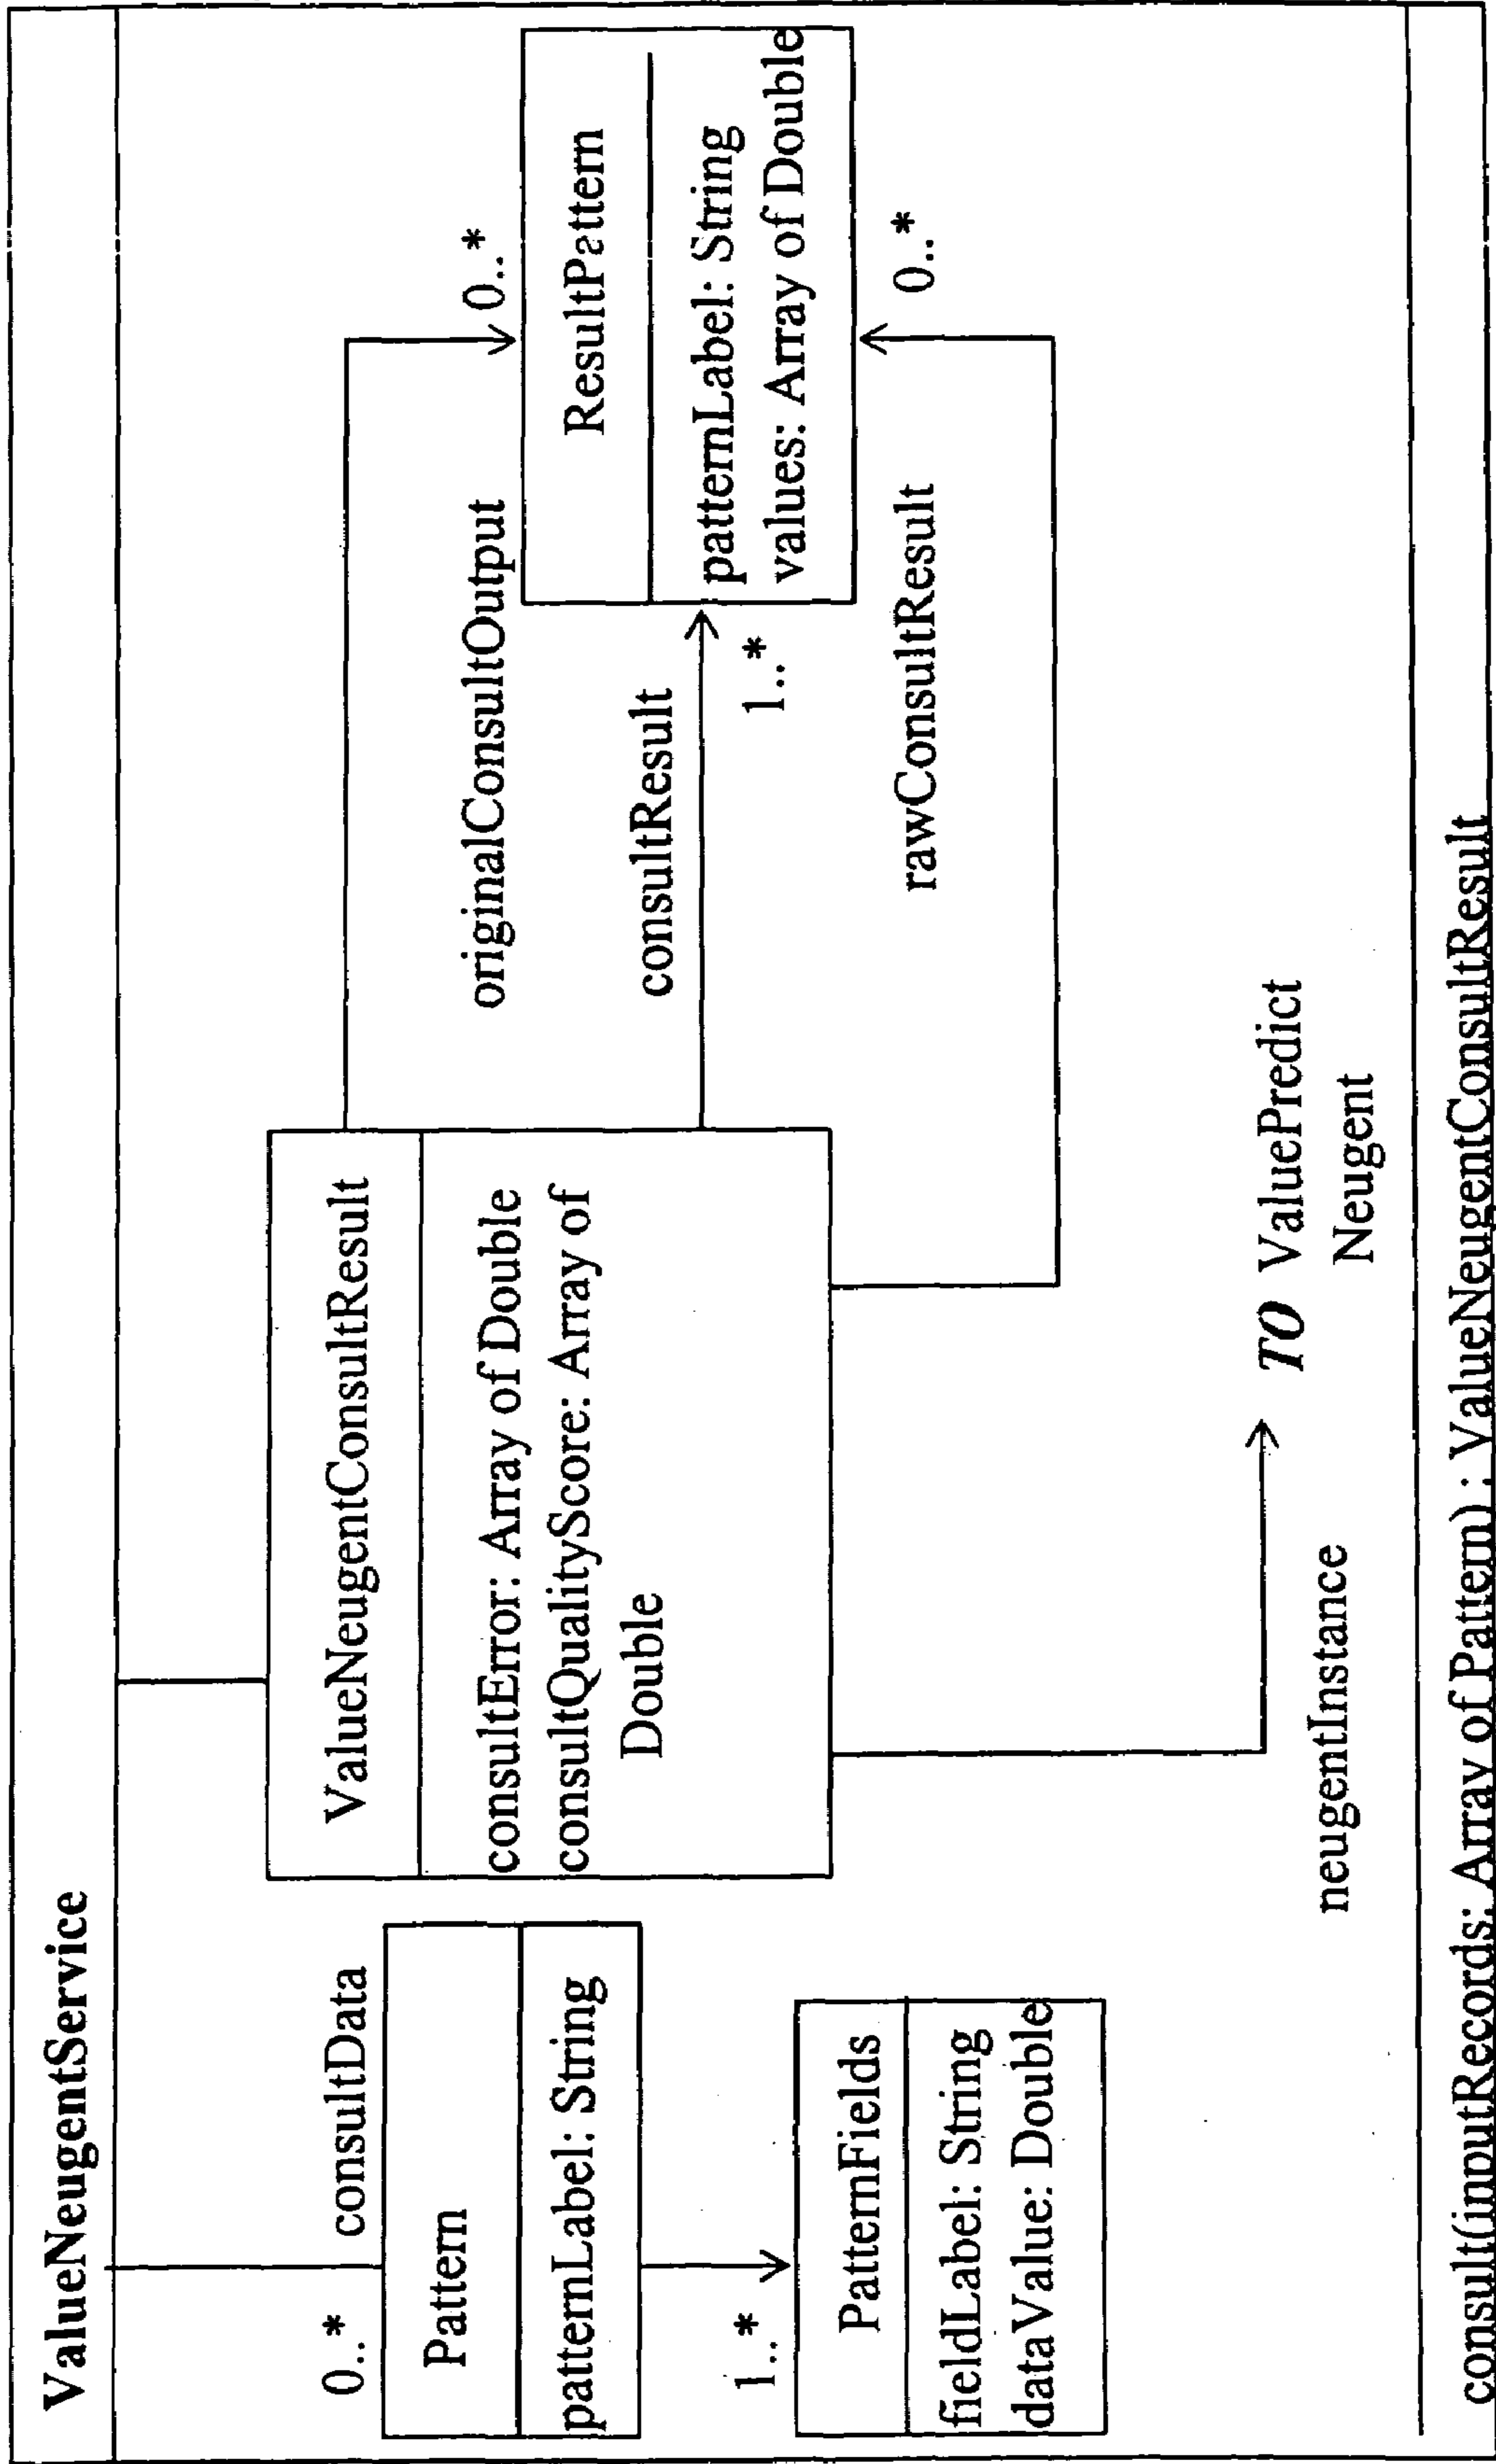 ValueNeugentService
0..*
consultData
Pattern
patternLabel: String
1..*
PatternFields
fieldLabel: String
dataValue: Double
ValueNeugentConsultResult
consultError: Array of Double
consultQualityScore: Array of
Double
originalConsultOutput
0..*
consultResult
1..*
rawConsultResult
0..*
ResultPattern
patternLabel: String
values: Array of Double
neugentInstance
TO ValuePredict
Neugent
consult(inputRecords: Array of Pattern) : ValueNeugentConsultResult